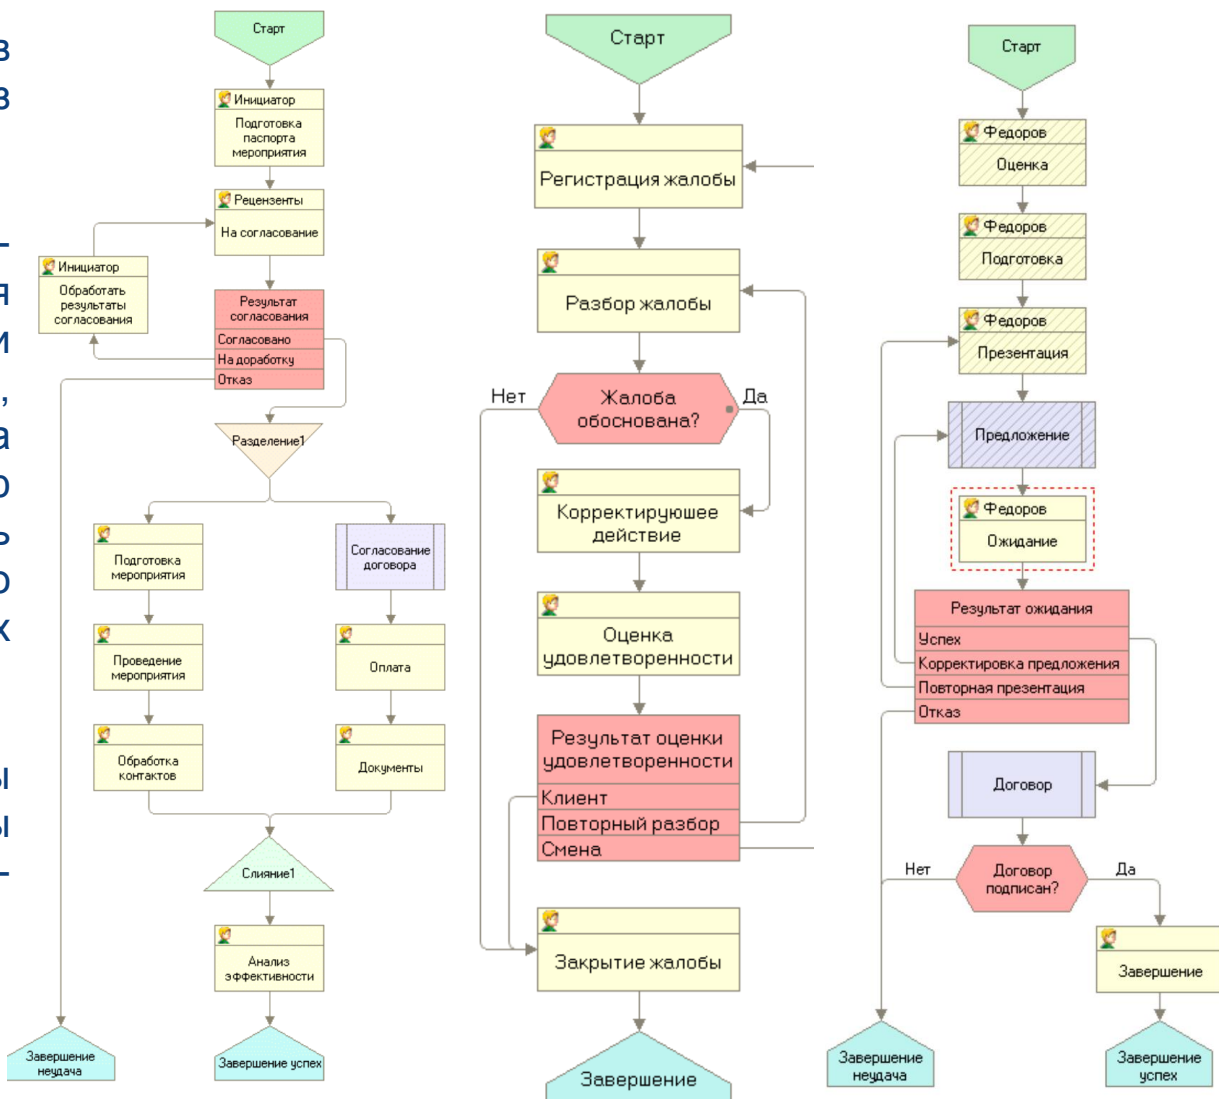 в
в
-
я
и
,
а
о
ь
о
х
ы
ы
-
Старт
Инициатор
Подготовка
паспорта
мероприятия
Рецензенты
На согласование
Инициатор
Обработать
результаты
согласования
Результат
согласования
Согласовано
На доработку
Отказ
Разделение1
Подготовка
мероприятия
Согласование
договора
Проведение
мероприятия
Оплата
Обработка
контактов
Документы
Слияние1
Анализ
эффективности
Завершение
неудача
Завершение успех
Старт
Регистрация жалобы
Разбор жалобы
Нет
Жалоба
обоснована?
Да
Корректируюшее
действие
Оценка
удовлетворенности
Результат оценки
удовлетворенности
Клиент
Повторный разбор
Смена
Закрытие жалобы
Завершение
Старт
Федоров
Оценка
Федоров
Подготовка
Федоров
Презентация
Предложение
Федоров
Ожидание
Результат ожидания
Успех
Корректировка предложения
Повторная презентация
Отказ
Договор
Нет
Договор
подписан?
Да
Завершение
Завершение
неудача
Завершение
успех